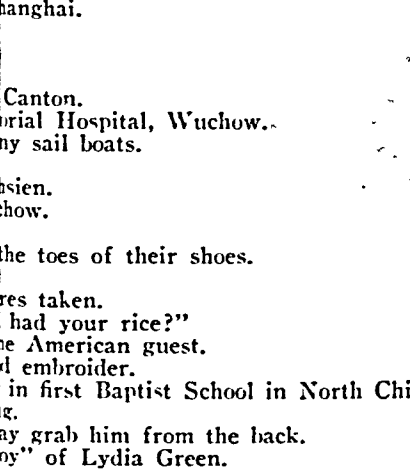 hanghai.
Canton.
orial Hospital, Wuchow.
ny sail boats.
hsien.
chow.
the toes of their shoes.
res taken.
had your rice?"
ne American guest.
d embroider.
in first Baptist School in North Chi
g.
ay grab him from the back.
oy" of Lydia Green.